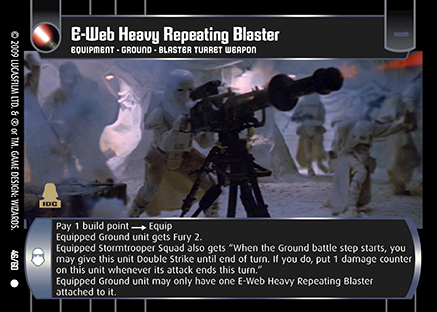 E-Web Heavy Repeating Blaster
EQUIPMENT • GROUND • BLASTER TURRET WEAPON
© 2009 LUCASFILM LTD. & ® or TM. GAME DESIGN: WIZARDS.
IDC
46/60
Pay 1 build point → Equip
Equipped Ground unit gets Fury 2.
Equipped Stormtrooper Squad also gets "When the Ground battle step starts, you
may give this unit Double Strike until end of turn. If you do, put 1 damage counter
on this unit whenever its attack ends this turn."
Equipped Ground unit may only have one E-Web Heavy Repeating Blaster
attached to it.